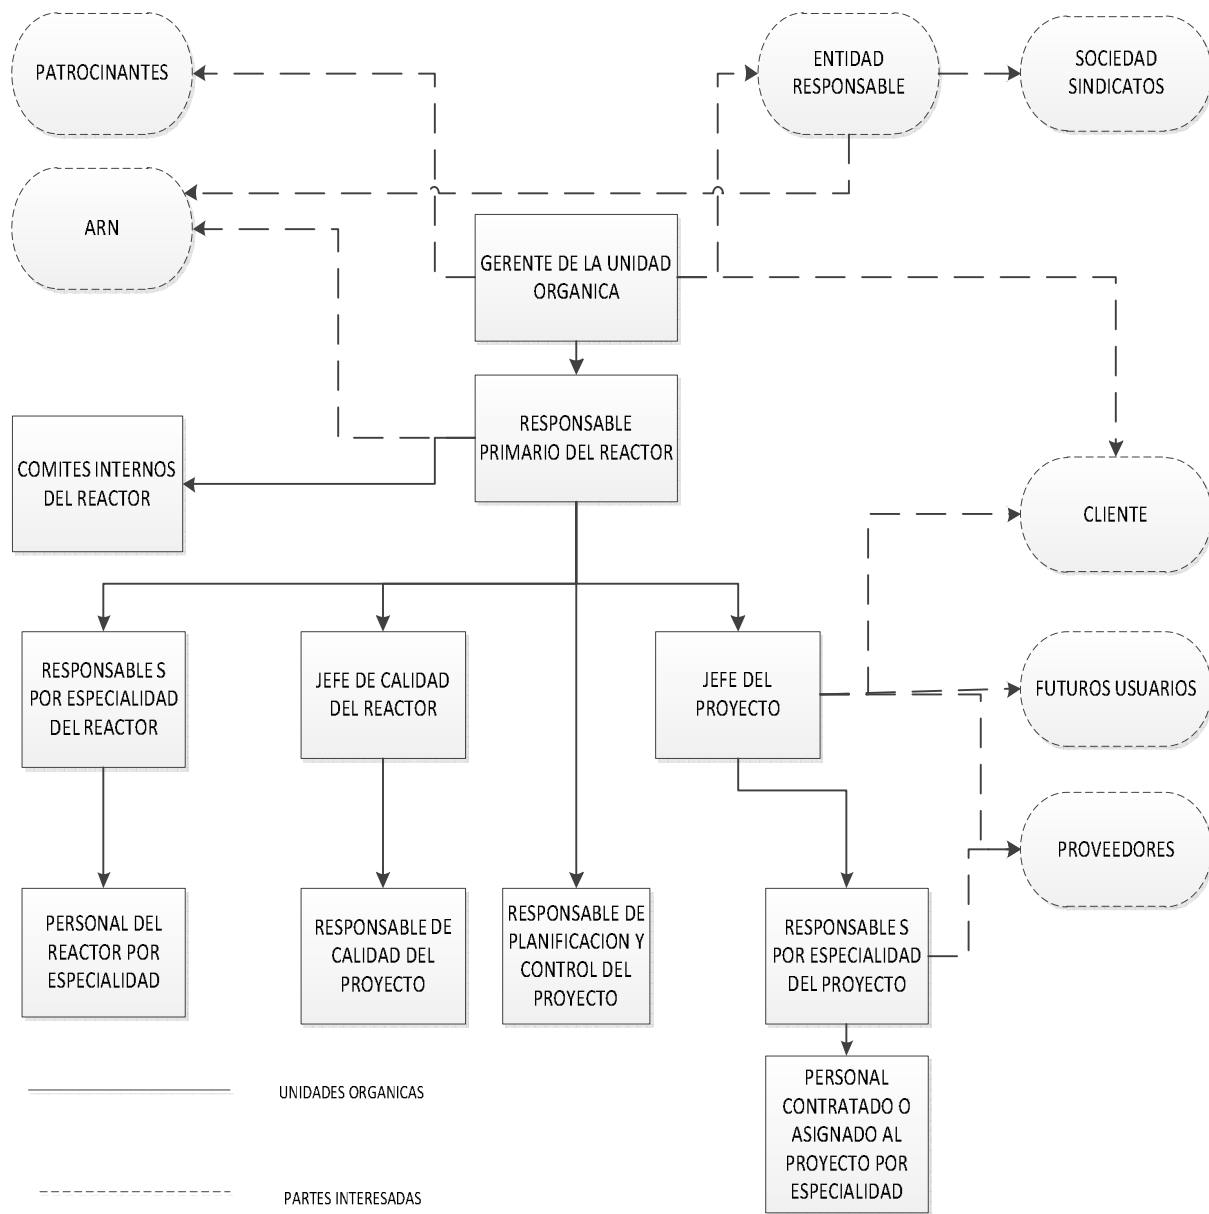 PATROCINANTES
ENTIDAD
RESPONSABLE
SOCIEDAD
SINDICATOS
ARN
GERENTE DE LA UNIDAD
ORGANICA
RESPONSABLE
PRIMARIO DEL REACTOR
COMITES INTERNOS
DEL REACTOR
CLIENTE
RESPONSABLE S
POR ESPECIALIDAD
DEL REACTOR
JEFE DE CALIDAD
DEL REACTOR
JEFE DEL
PROYECTO
FUTUROS USUARIOS
PROVEEDORES
PERSONAL DEL
REACTOR POR
ESPECIALIDAD
RESPONSABLE DE
CALIDAD DEL
PROYECTO
RESPONSABLE DE
PLANIFICACION Y
CONTROL DEL
PROYECTO
RESPONSABLE S
POR ESPECIALIDAD
DEL PROYECTO
PERSONAL
CONTRATADO O
ASIGNADO AL
PROYECTO POR
ESPECIALIDAD
UNIDADES ORGANICAS
PARTES INTERESADAS